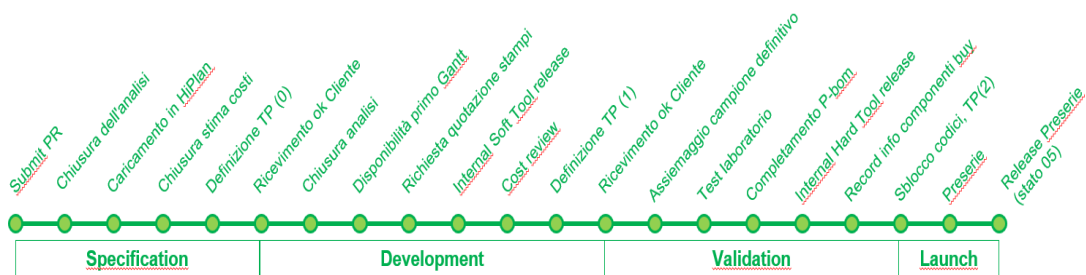 Submit PR
Chiusura dell'analisi
Caricamento in HiPlan
Chiusura stima costi
Definizione TP (0)
Ricevimento ok Cliente
Chiusura analisi
Disponibilità primo Gantt
Richiesta quotazione stampi
Internal Soft Tool release
Cost review
Definizione TP (1)
Ricevimento ok Cliente
Assiemaggio campione definitivo
Test laboratorio
Completamento P-bom
Internal Hard Tool release
Record info componenti buy
Sblocco codici, TP(2)
Preserie
Release Preserie
(stato 05)
Specification
Development
Validation
Launch